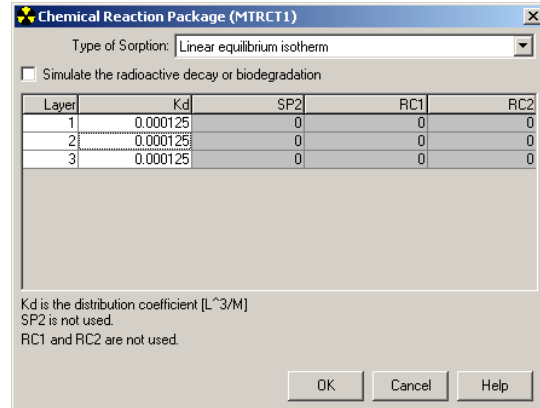 Chemical Reaction Package (MTRCT1)
Type of Sorption: Linear equilibrium isotherm
Simulate the radioactive decay or biodegradation
Layer Kd SP2 RC1 RC2
1 0.000125 0 0 0
2 0.000125 0 0 0
3 0.000125 0 0 0
Kd is the distribution coefficient [L^3/M]
SP2 is not used.
RC1 and RC2 are not used.
OK Cancel Help